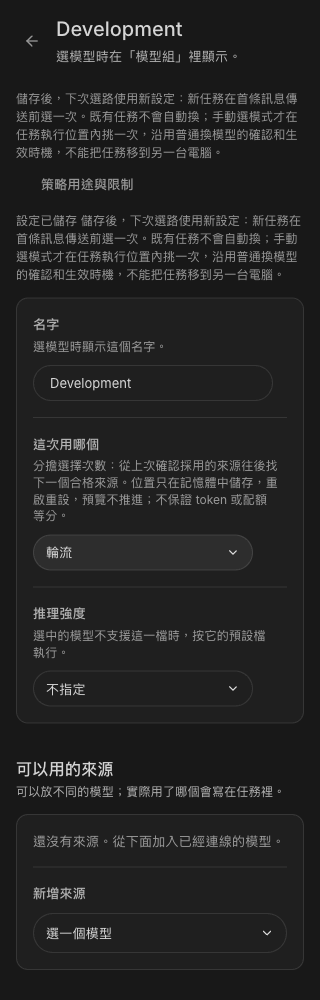 Development
選模型時在「模型組」裡顯示。
儲存後，下次選路使用新設定：新任務在首條訊息傳
送前選一次。既有任務不會自動換；手動選模式才在
任務執行位置內挑一次，沿用普通換模型的確認和生
效時機，不能把任務移到另一台電腦。
策略用途與限制
設定已儲存 儲存後，下次選路使用新設定：新任務在
首條訊息傳送前選一次。既有任務不會自動換；手動
選模式才在任務執行位置內挑一次，沿用普通換模型
的確認和生效時機，不能把任務移到另一台電腦。
名字
選模型時顯示這個名字。
Development
這次用哪個
分擔選擇次數：從上次確認採用的來源往後找
下一個合格來源。位置只在記憶體中儲存，重
啟重設，預覽不推進；不保證 token 或配額
等分。
輪流
推理強度
選中的模型不支援這一檔時，按它的預設檔
執行。
不指定
可以用的來源
可以放不同的模型；實際用了哪個會寫在任務裡。
還沒有來源。從下面加入已經連線的模型。
新增來源
選一個模型